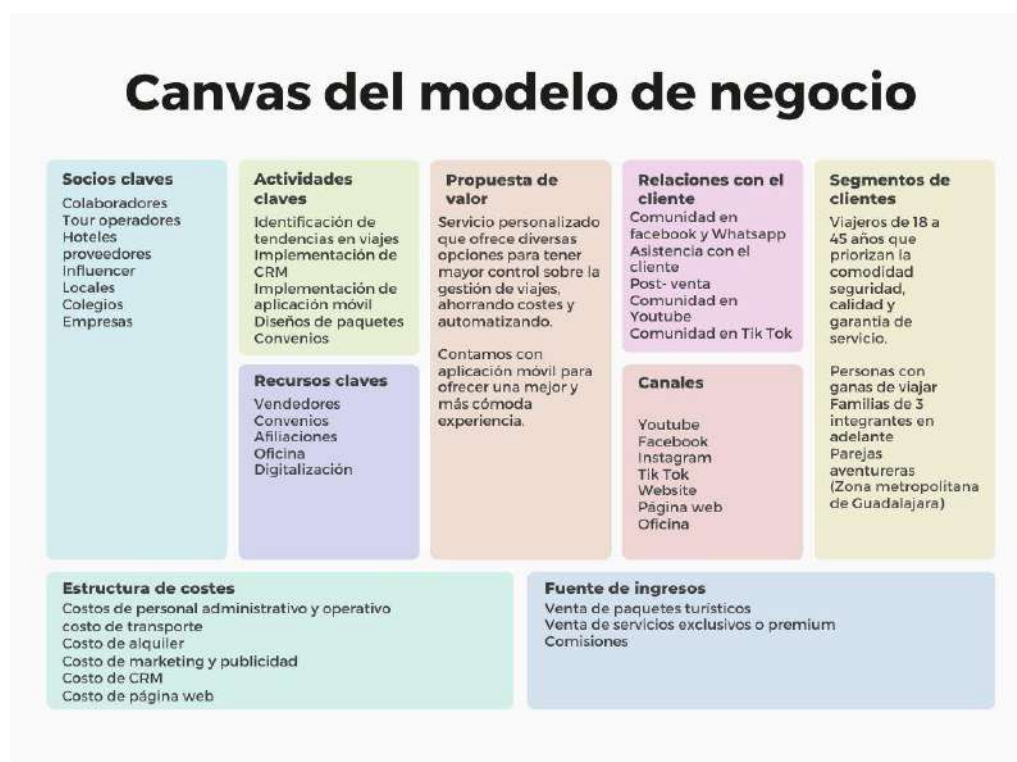 Canvas del modelo de negocio
Socios claves
Colaboradores
Tour operadores
Hoteles
proveedores
Influencer
Locales
Colegios
Empresas
Actividades
claves
Identificación de
tendencias en viajes
Implementación de
CRM
Implementación de
aplicación móvil
Diseños de paquetes
Convenios
Recursos claves
Vendedores
Convenios
Afiliaciones
Oficina
Digitalización
Propuesta de
valor
Servicio personalizado
que ofrece diversas
opciones para tener
mayor control sobre la
gestión de viajes,
ahorrando costes y
automatizando.
Contamos con
aplicación móvil para
ofrecer una mejor y
más cómoda
experiencia.
Relaciones con el
cliente
Comunidad en
facebook y Whatsapp
Asistencia con el
cliente
Post- venta
Comunidad en
Youtube
Comunidad en Tik Tok
Canales
Youtube
Facebook
Instagram
Tik Tok
Website
Página web
Oficina
Segmentos de
clientes
Viajeros de 18 a
45 años que
priorizan la
comodidad
seguridad,
calidad y
garantía de
servicio.
Personas con
ganas de viajar
Familias de 3
integrantes en
adelante
Parejas
aventureras
(Zona metropolitana
de Guadalajara)
Estructura de costes
Costos de personal administrativo y operativo
costo de transporte
Costo de alquiler
Costo de marketing y publicidad
Costo de CRM
Costo de página web
Fuente de ingresos
Venta de paquetes turísticos
Venta de servicios exclusivos o premium
Comisiones